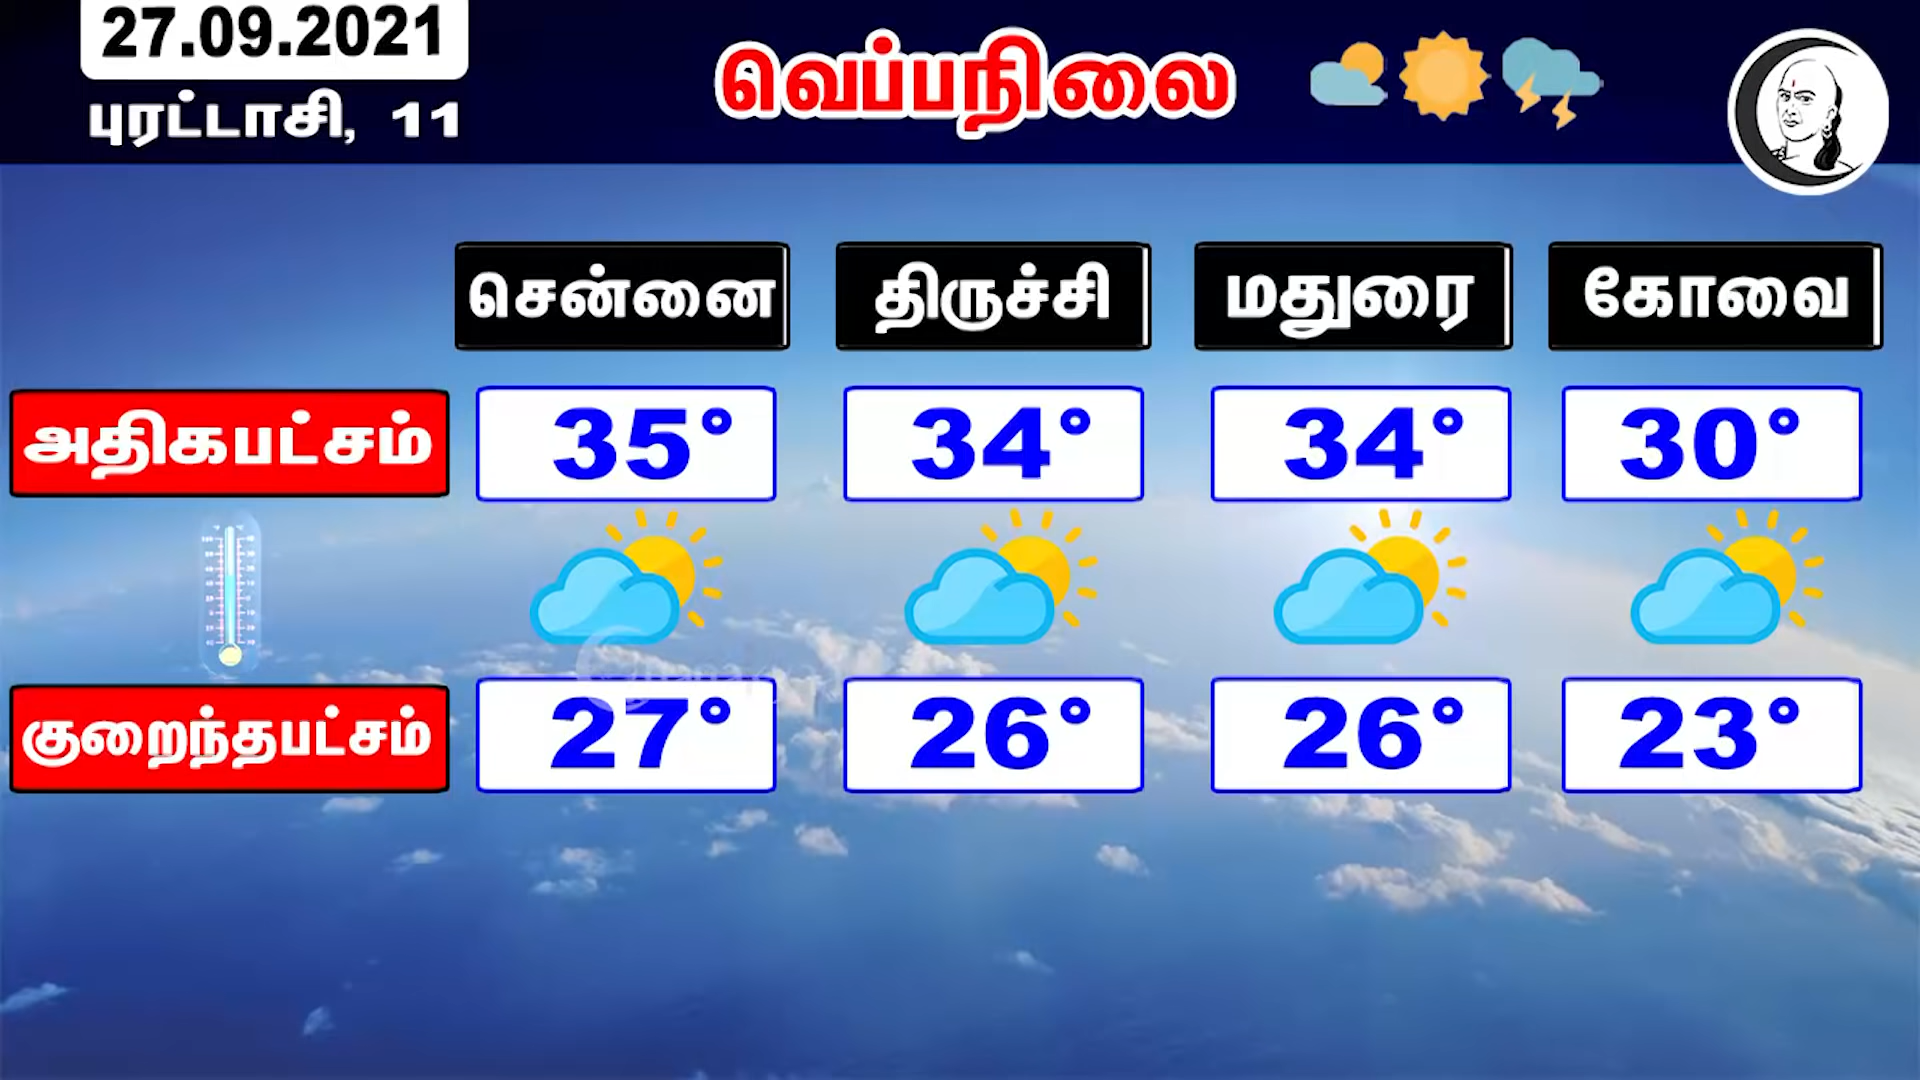 27.09.2021
புரட்டாசி, 11
வெப்பநிலை
சென்னை திருச்சி மதுரை கோவை
அதிகபட்சம் 35° 34° 34° 30°
குறைந்தபட்சம் 27° 26° 26° 23°